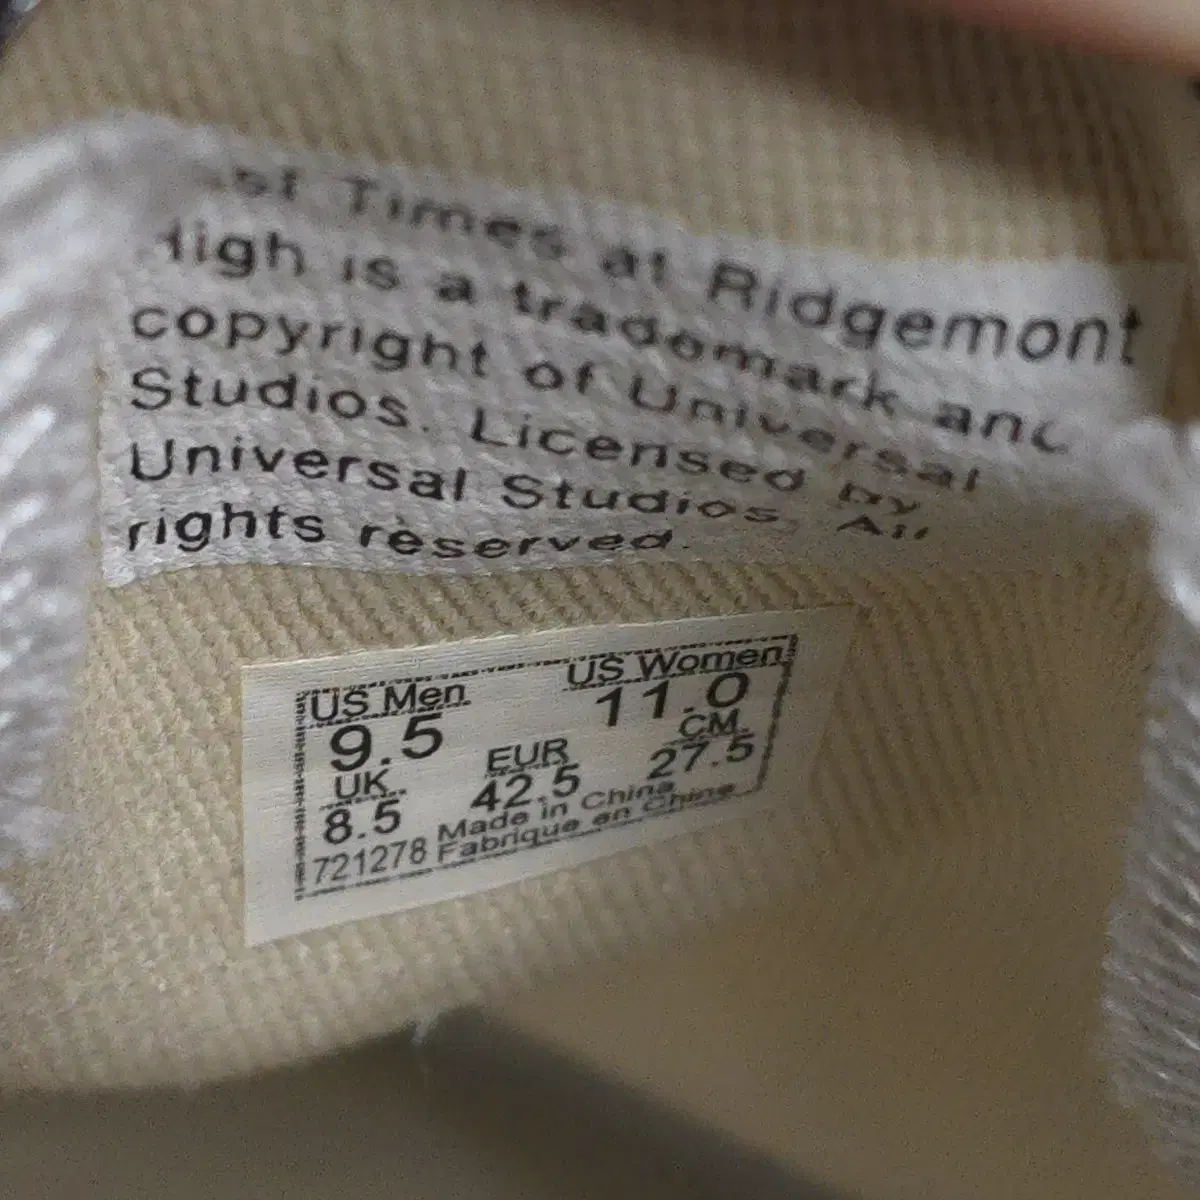 Times at Ridgemont
High is a trademark and
copyright of Universal
Studios. Licensed by
Universal Studios. All
rights reserved.
US Men US Women
9.5 11.0
UK EUR CM
8.5 42.5 27.5
Made in China
721278 Fabrique en Chine